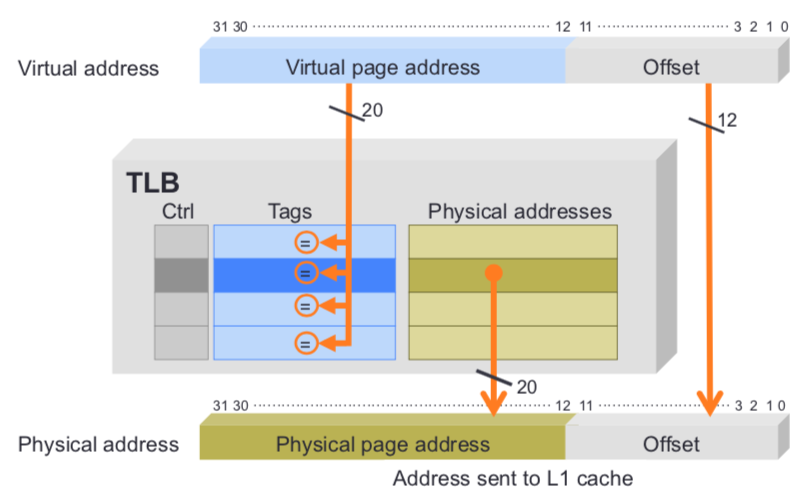 31 30 ········ 12 11 ········ 3 2 1 0
Virtual address Virtual page address Offset
20 12
TLB
Ctrl Tags Physical addresses
=
=
=
=
20
31 30 ········ 12 11 ········ 3 2 1 0
Physical address Physical page address Offset
Address sent to L1 cache